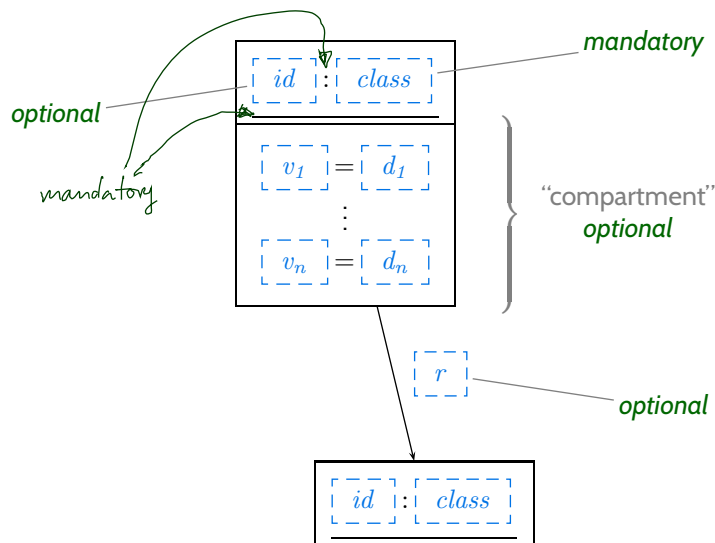 mandatory
id : class
optional
mandatory
v1 = d1
“compartment”
optional
⋮
vn = dn
r
optional
id : class